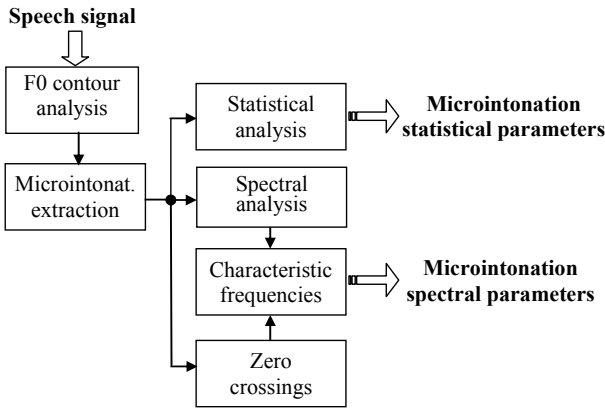 Speech signal
F0 contour
analysis
Microintonat.
extraction
Statistical
analysis
Microintonation
statistical parameters
Spectral
analysis
Characteristic
frequencies
Microintonation
spectral parameters
Zero
crossings